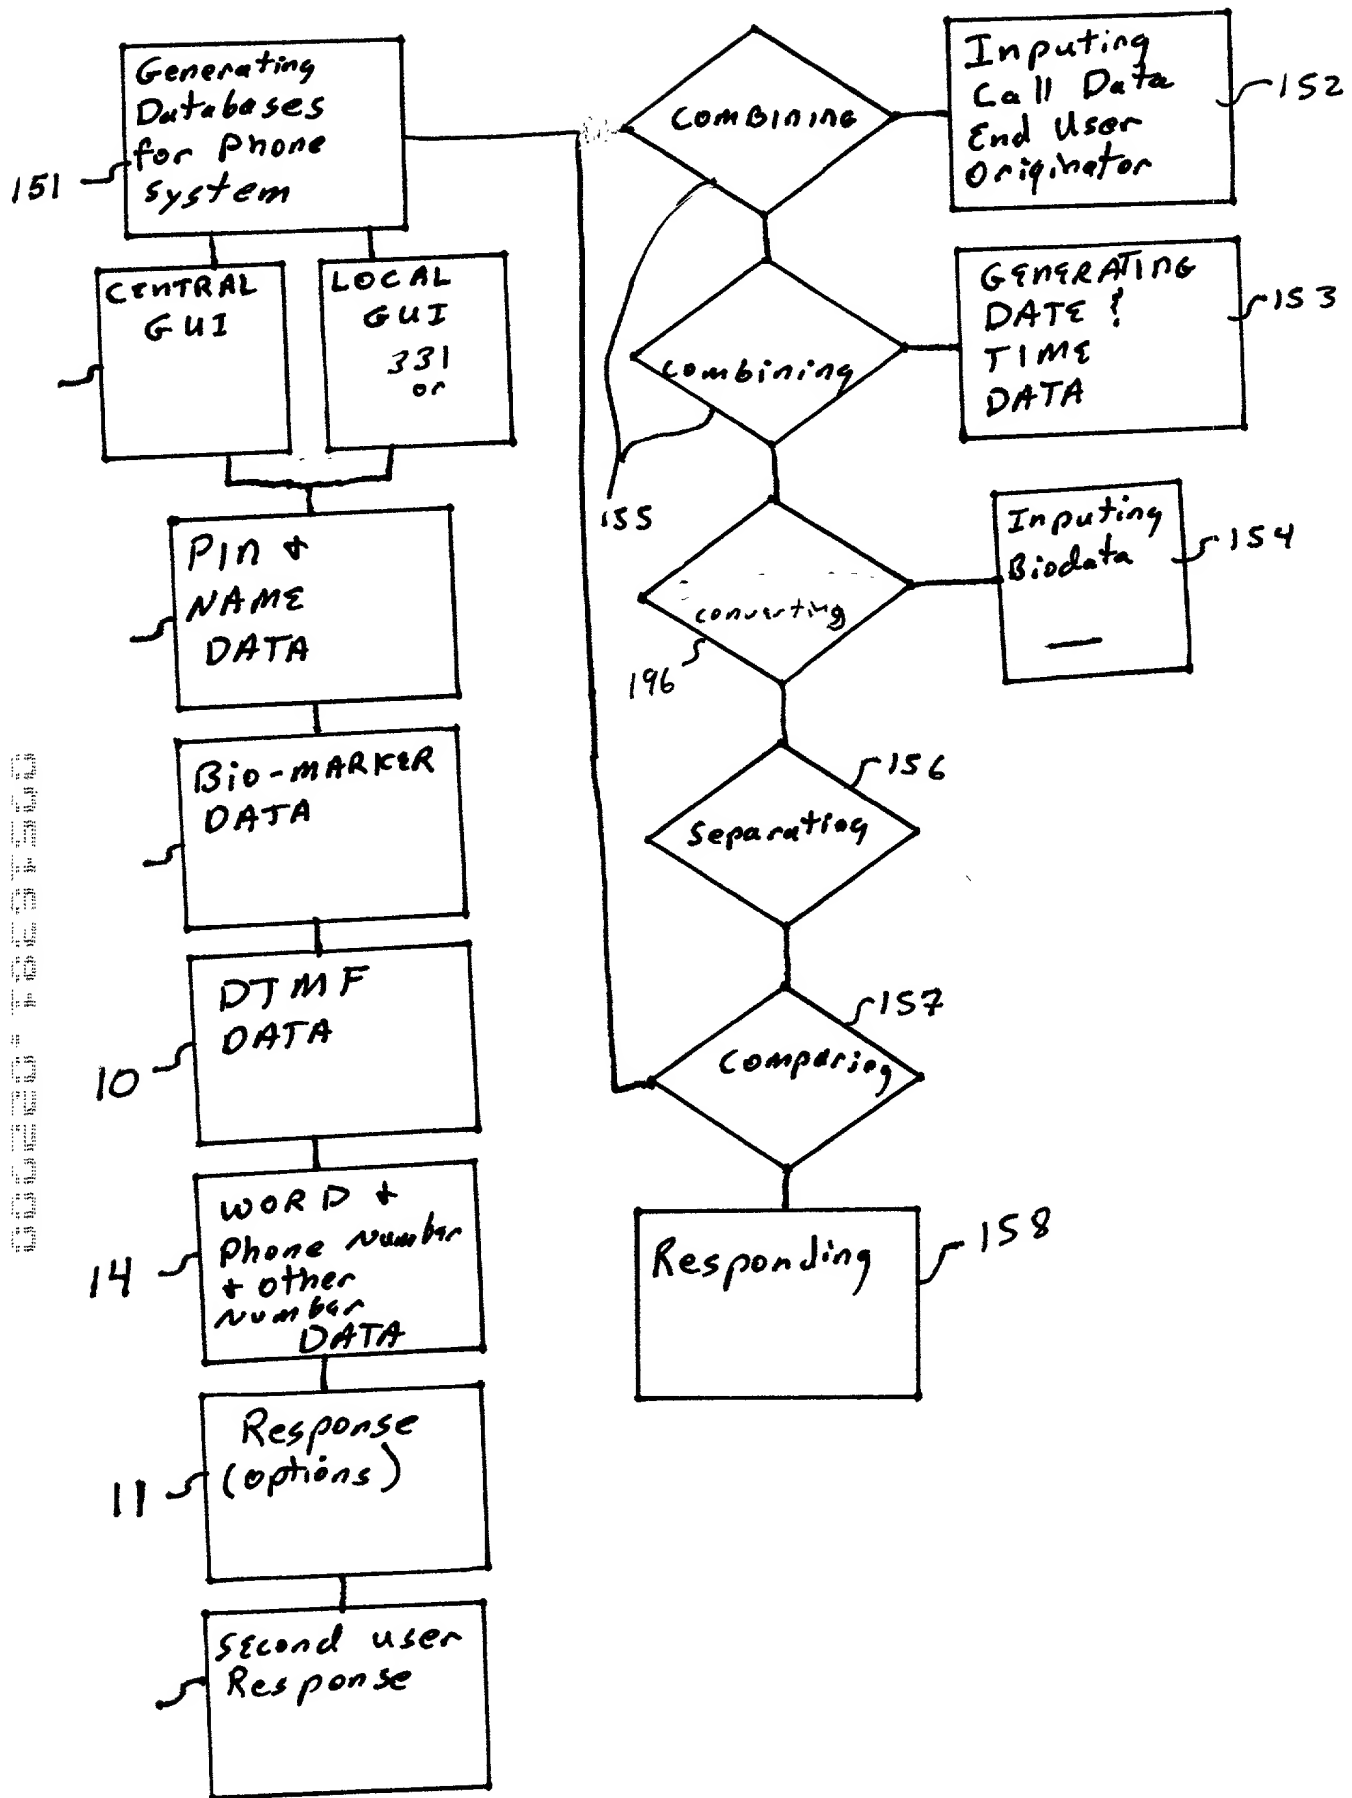 Generating
Databases
for Phone
system
151
CENTRAL
GUI
LOCAL
GUI
331
or
PIN +
NAME
DATA
Bio-MARKER
DATA
DTMF
DATA
10
WORD +
Phone Number
+ other
Number
DATA
14
Response
(options)
11
Second user
Response
COMBINING
Inputing
Call Data
End User
Originator
152
GENERATING
DATE &
TIME
DATA
153
combining
155
Inputing
Biodata
154
converting
196
156
Separating
157
Comparing
Responding
158